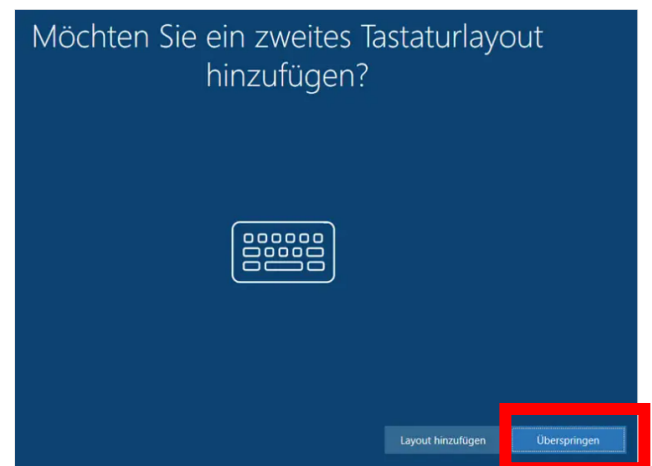 Möchten Sie ein zweites Tastaturlayout
hinzufügen?
Layout hinzufügen
Überspringen